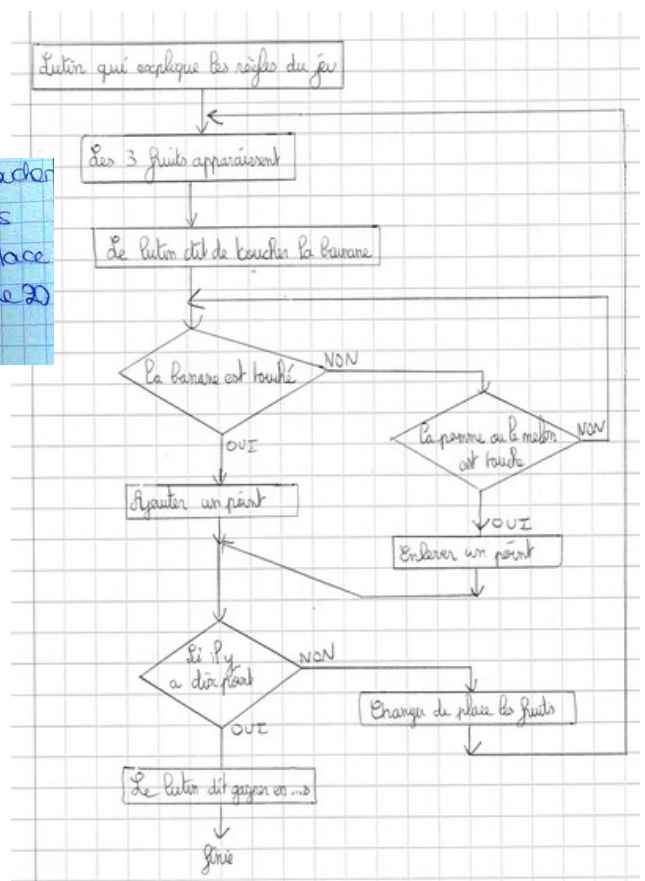 Lutin qui explique les règles du jeu
Les 3 fruits apparaissent
Le lutin dit de toucher la banane
La banane est touché
NON
OUI
La pomme ou le melon
est touche
NON
OUI
Ajouter un point
Enlever un point
Si il y
a dix point
NON
OUI
Changer de place les fruits
Le lutin dit gagner en ...s
finie